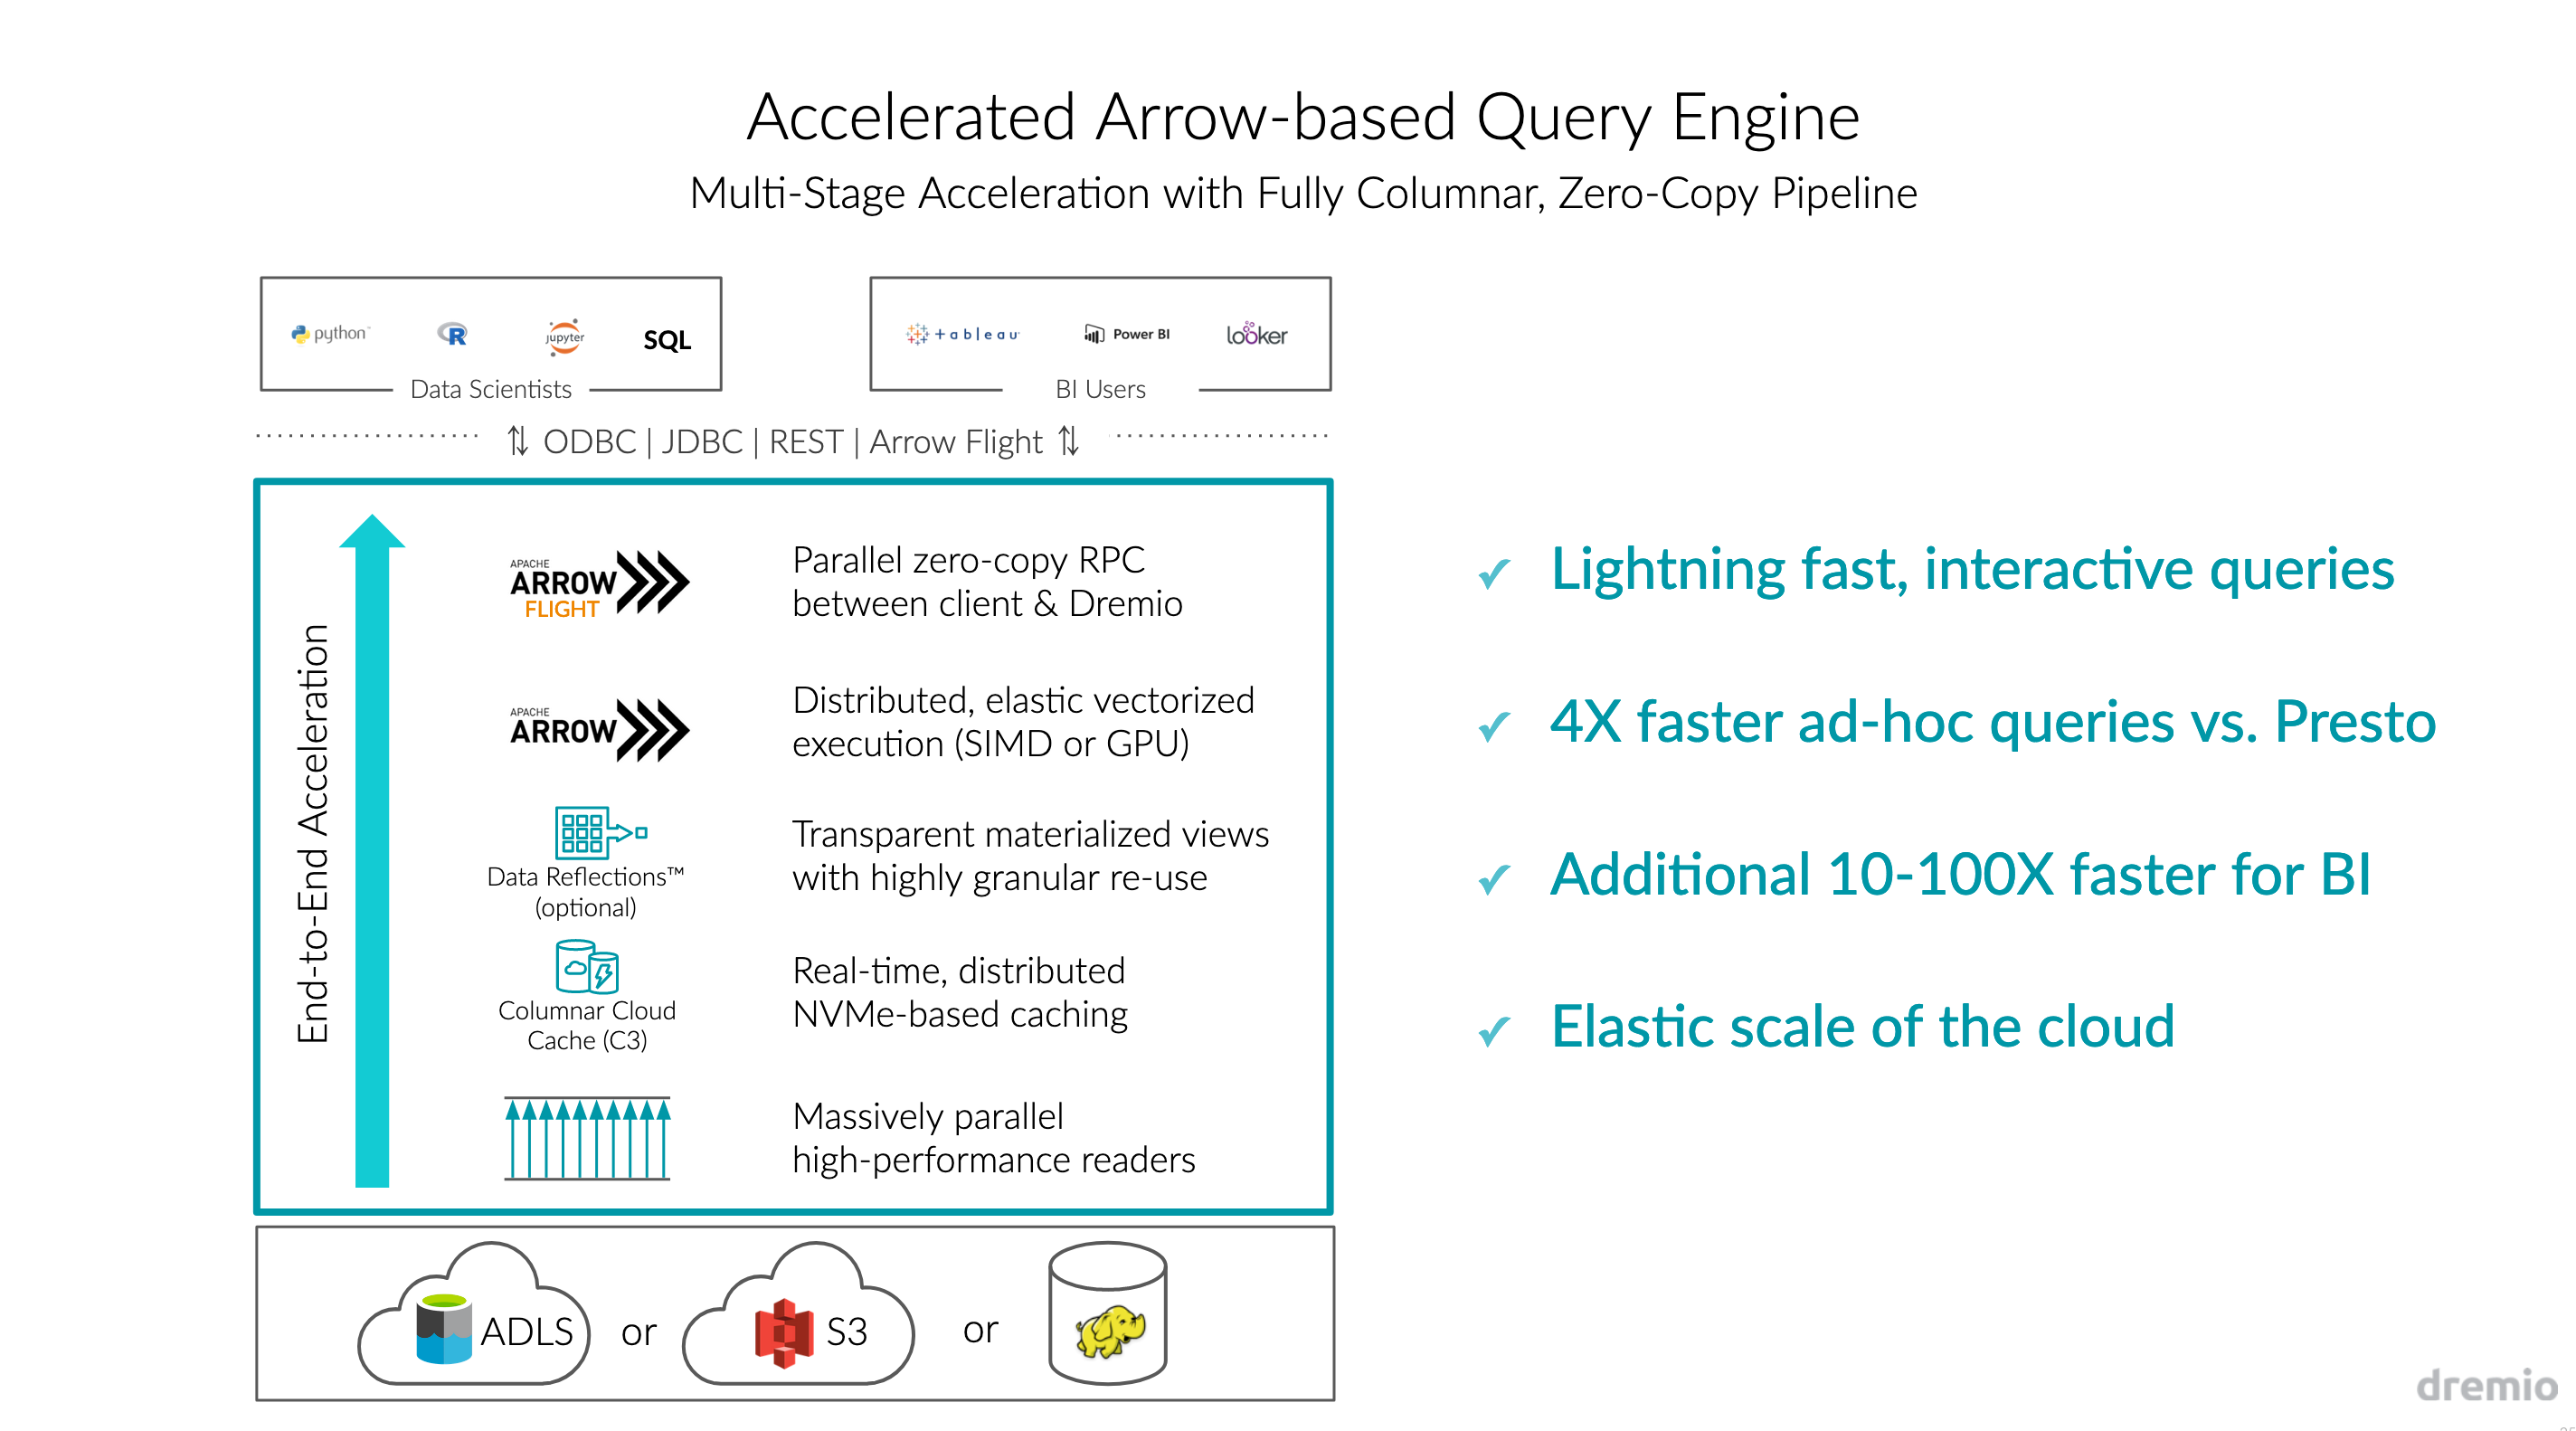 Accelerated Arrow-based Query Engine
Multi-Stage Acceleration with Fully Columnar, Zero-Copy Pipeline
python™
R
jupyter
SQL
Data Scientists
+ableau
Power BI
looker
BI Users
⇅ ODBC | JDBC | REST | Arrow Flight ⇅
End-to-End Acceleration
APACHE
ARROW
FLIGHT
Parallel zero-copy RPC
between client & Dremio
APACHE
ARROW
Distributed, elastic vectorized
execution (SIMD or GPU)
Data Reflections™
(optional)
Transparent materialized views
with highly granular re-use
Columnar Cloud
Cache (C3)
Real-time, distributed
NVMe-based caching
Massively parallel
high-performance readers
ADLS or S3 or
✓ Lightning fast, interactive queries
✓ 4X faster ad-hoc queries vs. Presto
✓ Additional 10-100X faster for BI
✓ Elastic scale of the cloud
dremio